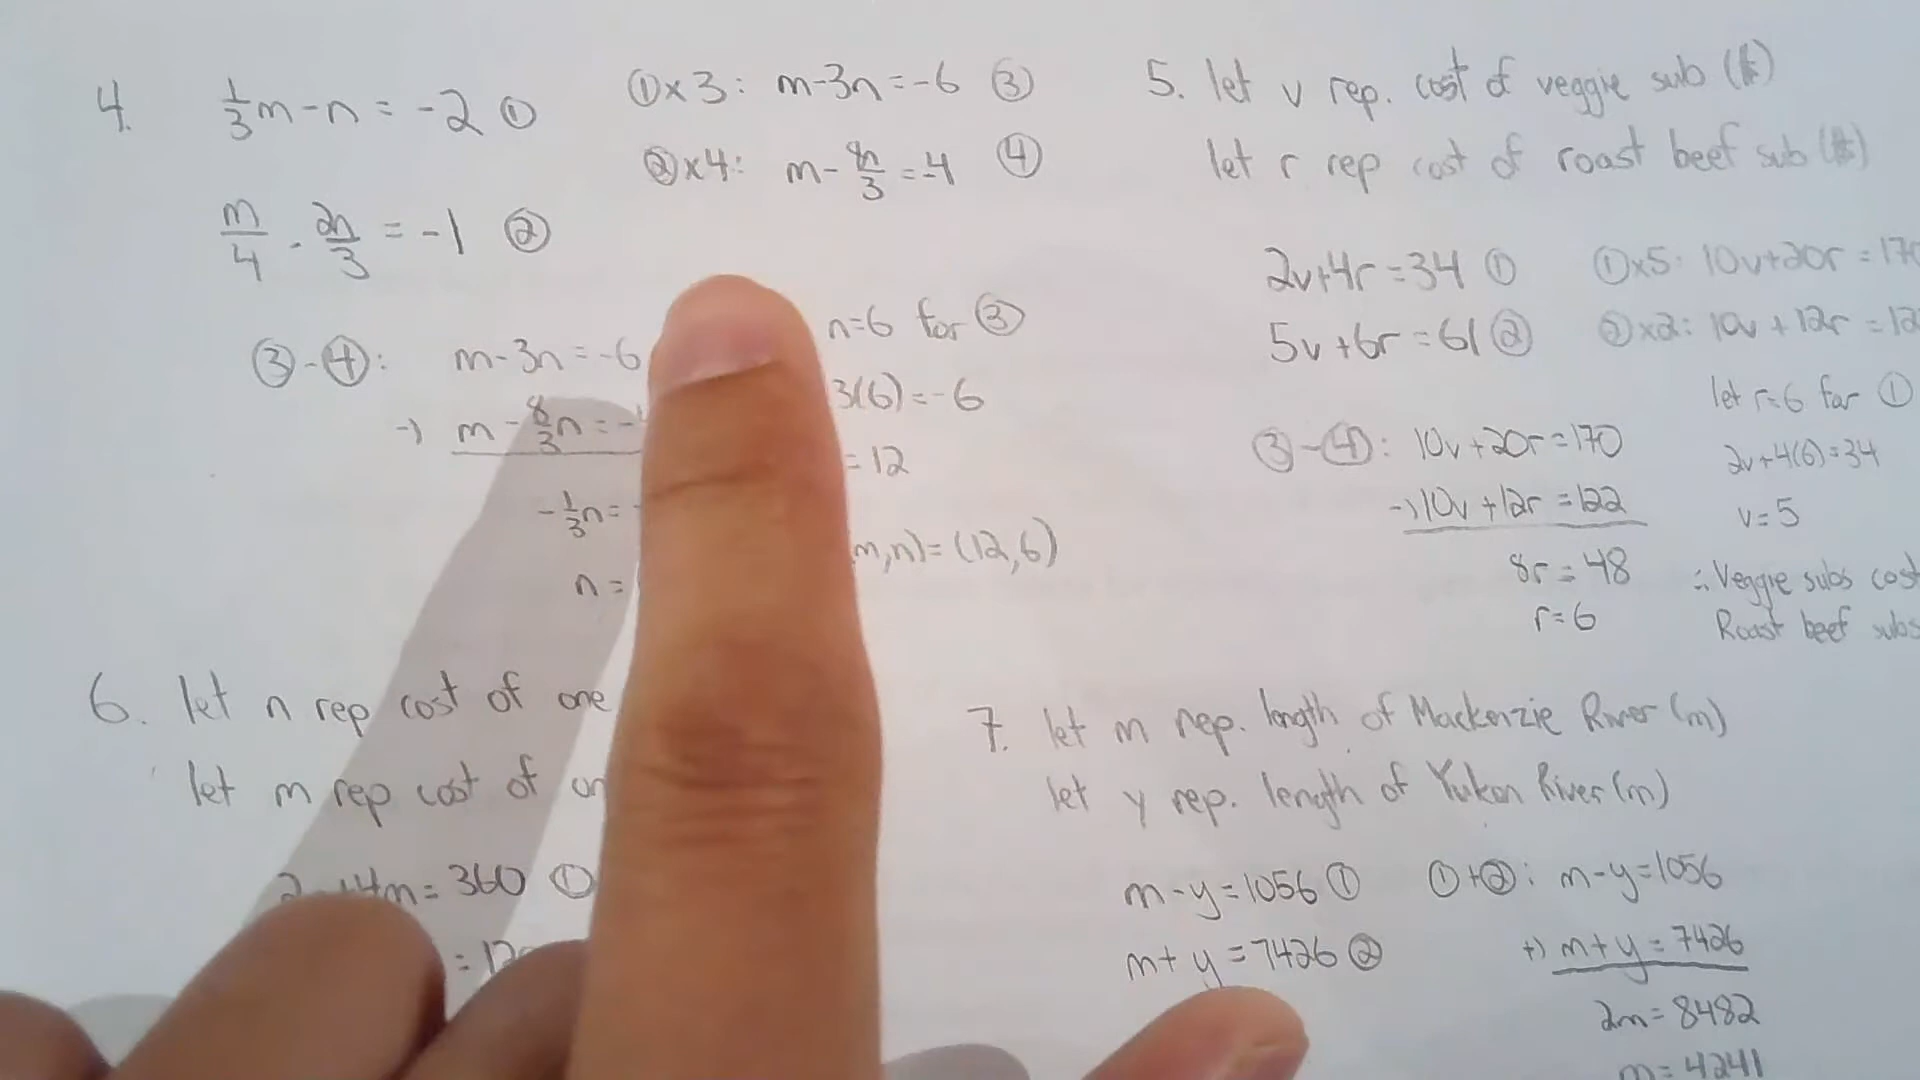 4. 1/3m-n = -2 ①
m/4 - 2n/3 = -1 ②
①x3: m-3n=-6 ③
②x4: m-8n/3=-4 ④
③-④: m-3n=-6
-) m-8/3n=-
-1/3n=-
n=
n=6 for ③
3(6)=-6
=12
m,n)=(12,6)
5. let v rep. cost of veggie sub ($)
let r rep cost of roast beef sub ($)
2v+4r=34 ①
5v+6r=61 ②
①x5: 10v+20r=170
②x2: 10v+12r=12
③-④: 10v+20r=170
-) 10v+12r=122
8r=48
r=6
let r=6 for ①
2v+4(6)=34
v=5
∴ Veggie subs cost
Roast beef subs
6. let n rep cost of one
let m rep cost of
+4m=360 ①
=12
7. let m rep. length of Mackenzie River (m)
let y rep. length of Yukon River (m)
m-y=1056 ①
m+y=7426 ②
①+②: m-y=1056
+) m+y=7426
2m=8482
m=4241